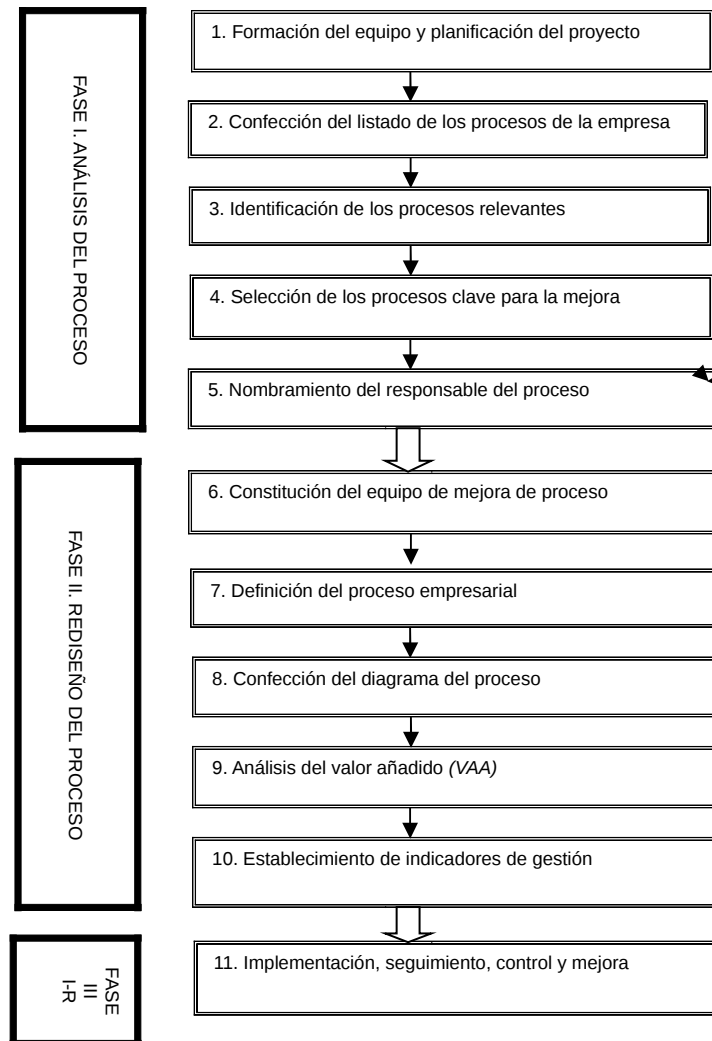 FASE I. ANÁLISIS DEL PROCESO
1. Formación del equipo y planificación del proyecto
2. Confección del listado de los procesos de la empresa
3. Identificación de los procesos relevantes
4. Selección de los procesos clave para la mejora
5. Nombramiento del responsable del proceso
FASE II. REDISEÑO DEL PROCESO
6. Constitución del equipo de mejora de proceso
7. Definición del proceso empresarial
8. Confección del diagrama del proceso
9. Análisis del valor añadido (VAA)
10. Establecimiento de indicadores de gestión
FASE
III
I-R
11. Implementación, seguimiento, control y mejora